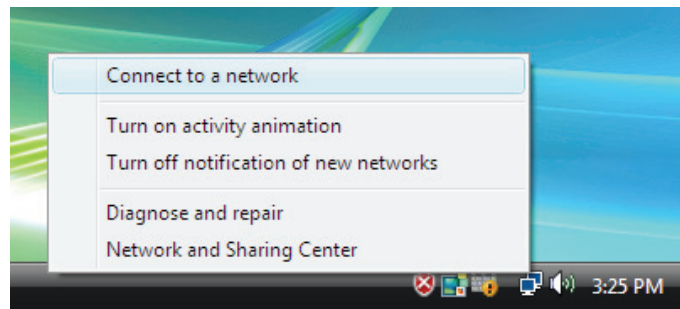 Connect to a network
Turn on activity animation
Turn off notification of new networks
Diagnose and repair
Network and Sharing Center
3:25 PM